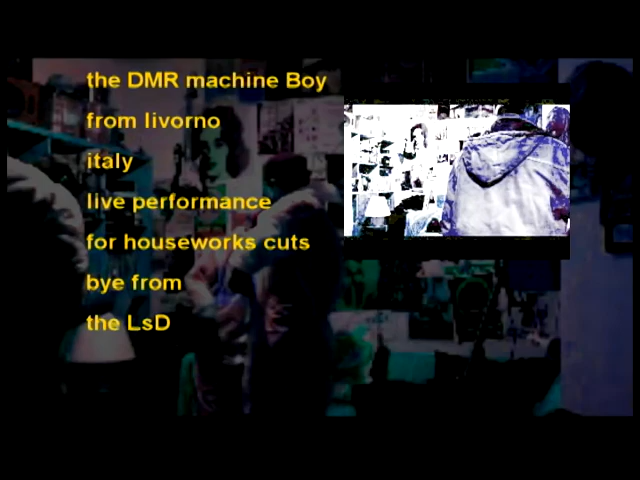 the DMR machine Boy
from livorno
italy
live performance
for houseworks cuts
bye from
the LsD